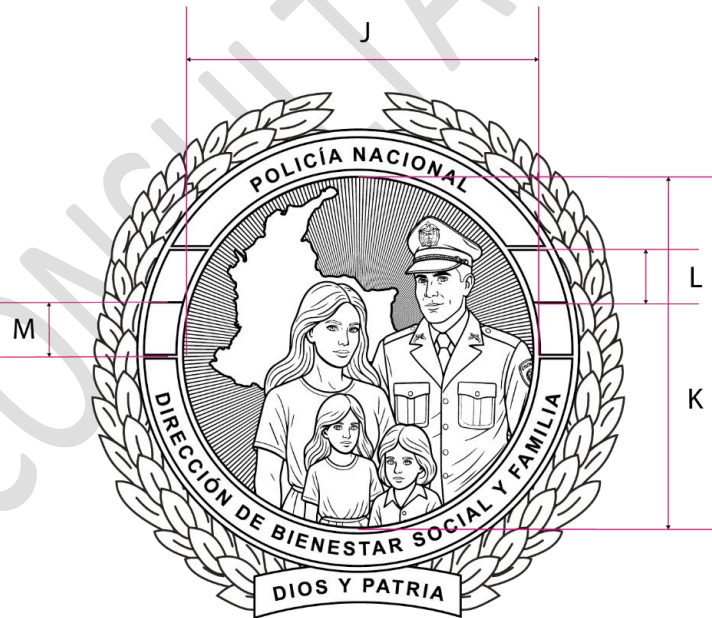 J
POLICÍA NACIONAL
L
M
K
DIRECCIÓN DE BIENESTAR SOCIAL Y FAMILIA
DIOS Y PATRIA